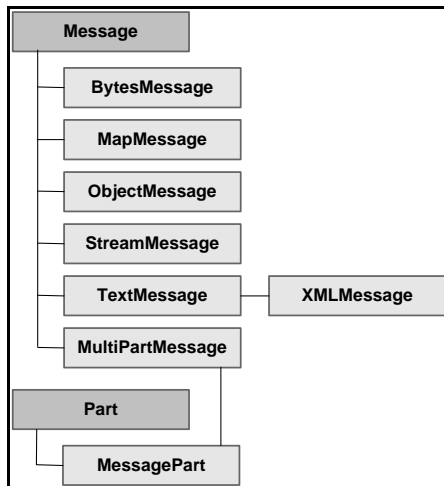 Message
BytesMessage
MapMessage
ObjectMessage
StreamMessage
TextMessage
XMLMessage
MultiPartMessage
Part
MessagePart